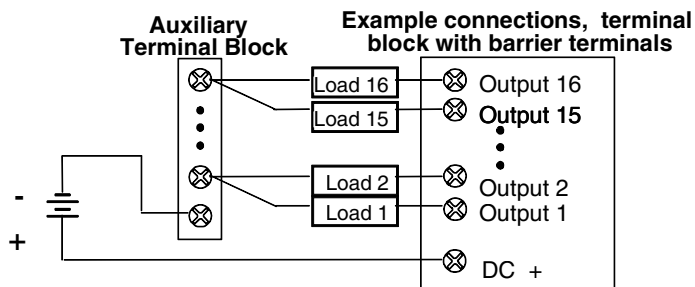 Auxiliary
Terminal Block
Example connections, terminal
block with barrier terminals
Load 16
Output 16
Load 15
Output 15
Load 2
Output 2
Load 1
Output 1
-
+
DC +